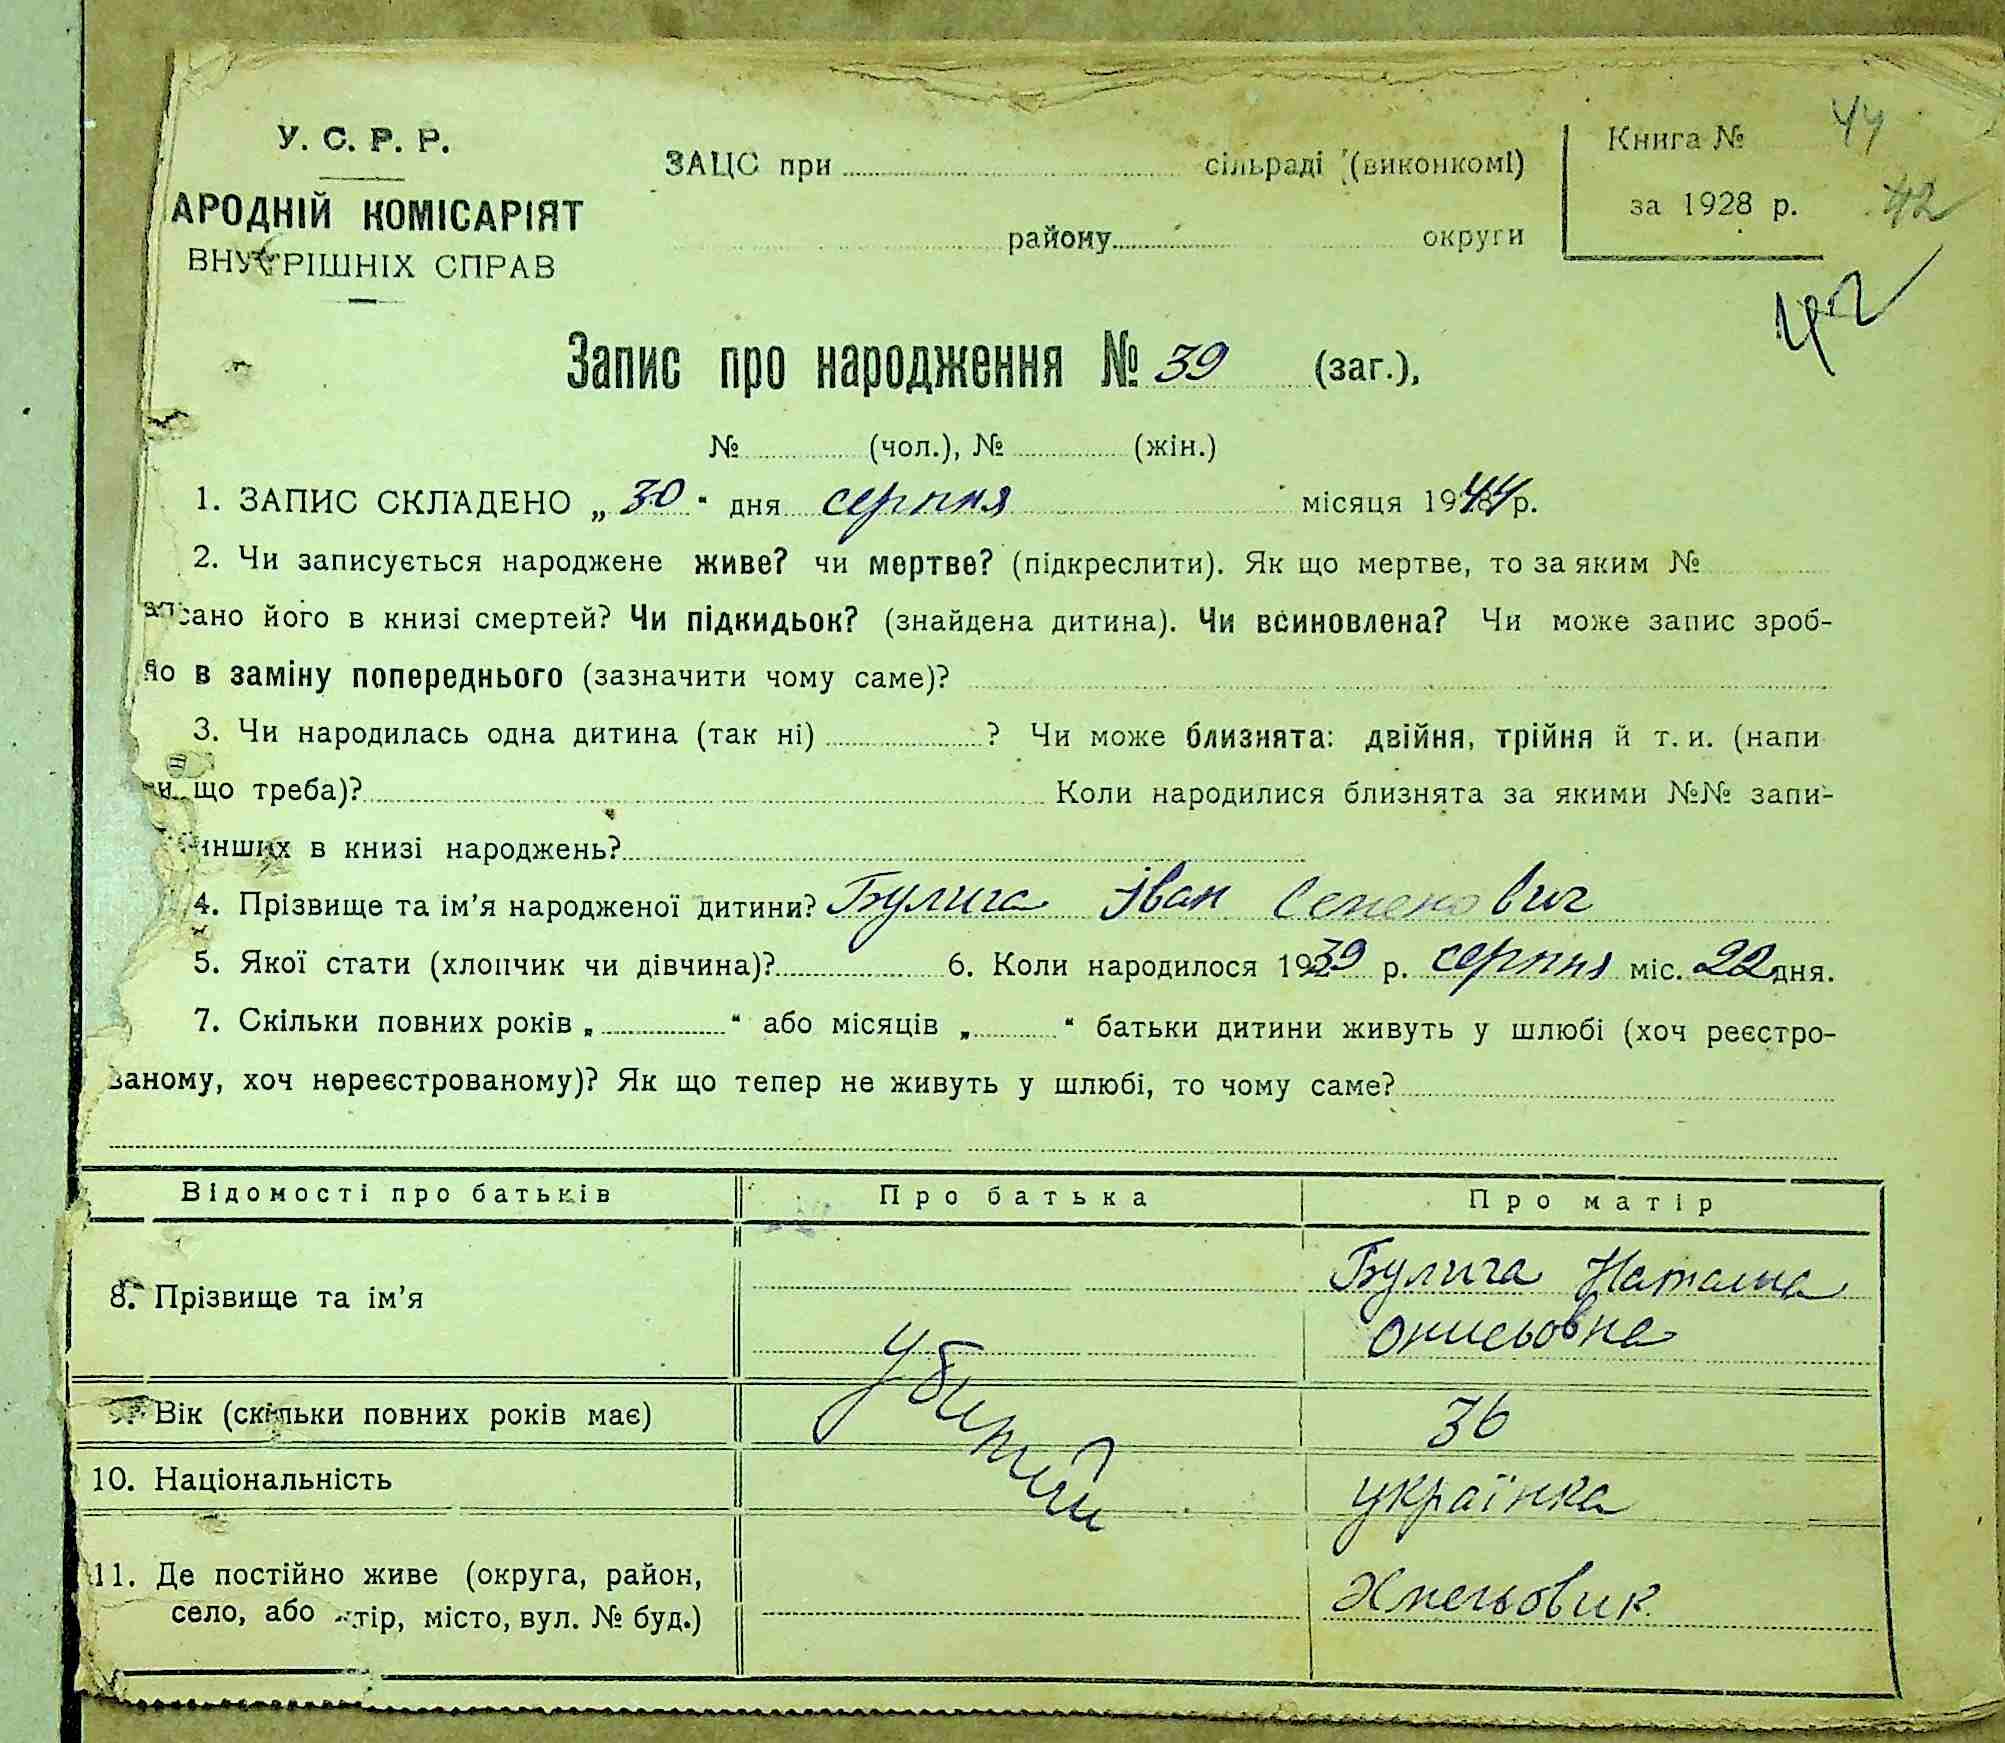 У. С. Р. Р.
АРОДНІЙ КОМІСАРІЯТ
ВНУТРІШНІХ СПРАВ
ЗАЦС при сільраді (виконкомі)
району округи
Книга № 44
за 1928 р. 42
42
Запис про народження № 39 (заг.),
№ (чол.), № (жін.)
1. ЗАПИС СКЛАДЕНО „ 30 “ дня серпня місяця 1944 р.
2. Чи записується народжене живе? чи мертве? (підкреслити). Як що мертве, то за яким №
сано його в книзі смертей? Чи підкидьок? (знайдена дитина). Чи всиновлена? Чи може запис зроб-
но в заміну попереднього (зазначити чому саме)?
3. Чи народилась одна дитина (так ні) ? Чи може близнята: двійня, трійня й т. и. (напи
и що треба)? Коли народилися близнята за якими №№ запи-
инших в книзі народжень?
4. Прізвище та ім'я народженої дитини? Булига Іван Семенович
5. Якої стати (хлопчик чи дівчина)? 6. Коли народилося 1939 р. серпня міс. 22 дня.
7. Скільки повних років „ “ або місяців „ “ батьки дитини живуть у шлюбі (хоч реєстро-
ваному, хоч нереєстрованому)? Як що тепер не живуть у шлюбі, то чому саме?
Відомості про батьків Про батька Про матір
8. Прізвище та ім'я Булига Наталка
Онисьовна
Убитий
9. Вік (скільки повних років має) 36
10. Національність українка
11. Де постійно живе (округа, район,
село, або тір, місто, вул. № буд.) Хмельовик